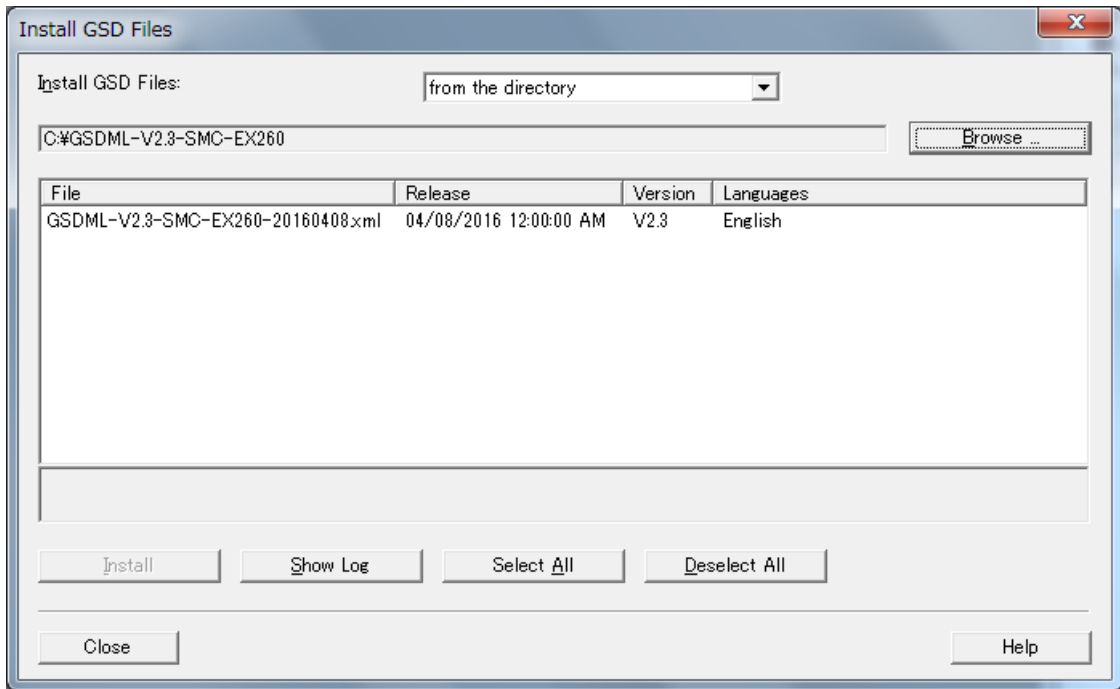 Install GSD Files
Install GSD Files: from the directory
C:¥GSDML-V2.3-SMC-EX260 Browse ...
File Release Version Languages
GSDML-V2.3-SMC-EX260-20160408.xml 04/08/2016 12:00:00 AM V2.3 English
Install Show Log Select All Deselect All
Close Help